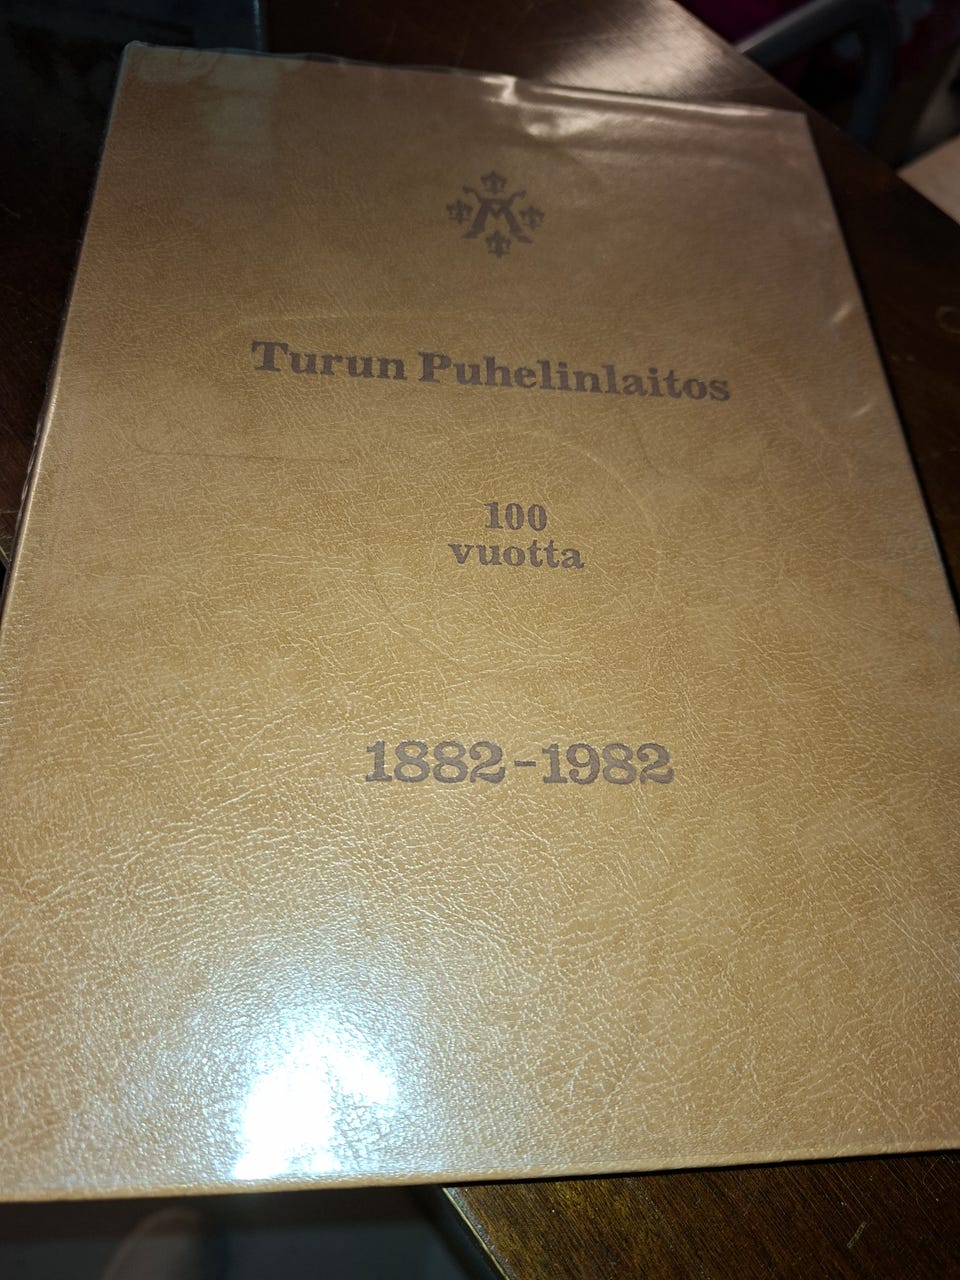 A
Turun Puhelinlaitos
100
vuotta
1882-1982